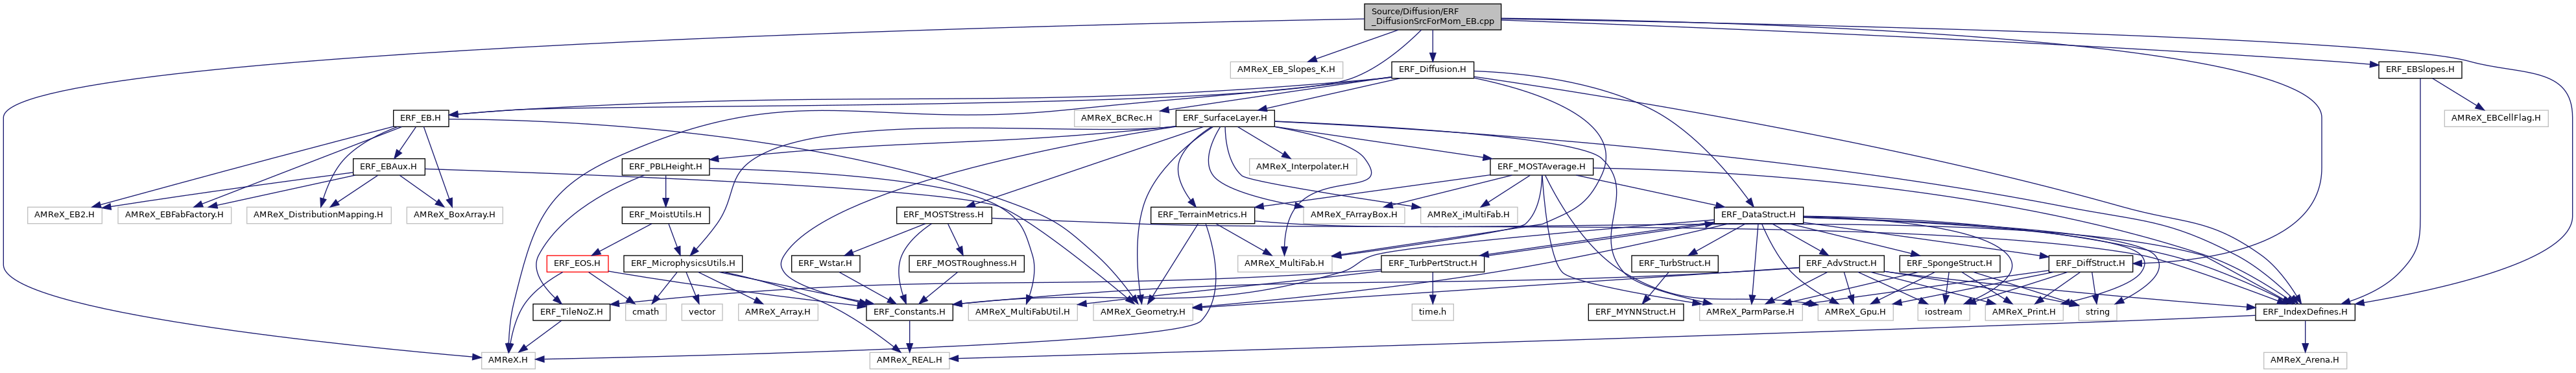 Source/Diffusion/ERF
_DiffusionSrcForMom_EB.cpp
AMReX_EB_Slopes_K.H
ERF_Diffusion.H
ERF_EBSlopes.H
ERF_EB.H
AMReX_BCRec.H
ERF_SurfaceLayer.H
AMReX_EBCellFlag.H
ERF_EBAux.H
ERF_PBLHeight.H
AMReX_Interpolater.H
ERF_MOSTAverage.H
AMReX_EB2.H
AMReX_EBFabFactory.H
AMReX_DistributionMapping.H
AMReX_BoxArray.H
ERF_MoistUtils.H
ERF_MOSTStress.H
ERF_TerrainMetrics.H
AMReX_FArrayBox.H
AMReX_iMultiFab.H
ERF_DataStruct.H
ERF_EOS.H
ERF_MicrophysicsUtils.H
ERF_Wstar.H
ERF_MOSTRoughness.H
AMReX_MultiFab.H
ERF_TurbPertStruct.H
ERF_TurbStruct.H
ERF_AdvStruct.H
ERF_SpongeStruct.H
ERF_DiffStruct.H
ERF_TileNoZ.H
cmath
vector
AMReX_Array.H
ERF_Constants.H
AMReX_MultiFabUtil.H
AMReX_Geometry.H
time.h
ERF_MYNNStruct.H
AMReX_ParmParse.H
AMReX_Gpu.H
iostream
AMReX_Print.H
string
ERF_IndexDefines.H
AMReX.H
AMReX_REAL.H
AMReX_Arena.H